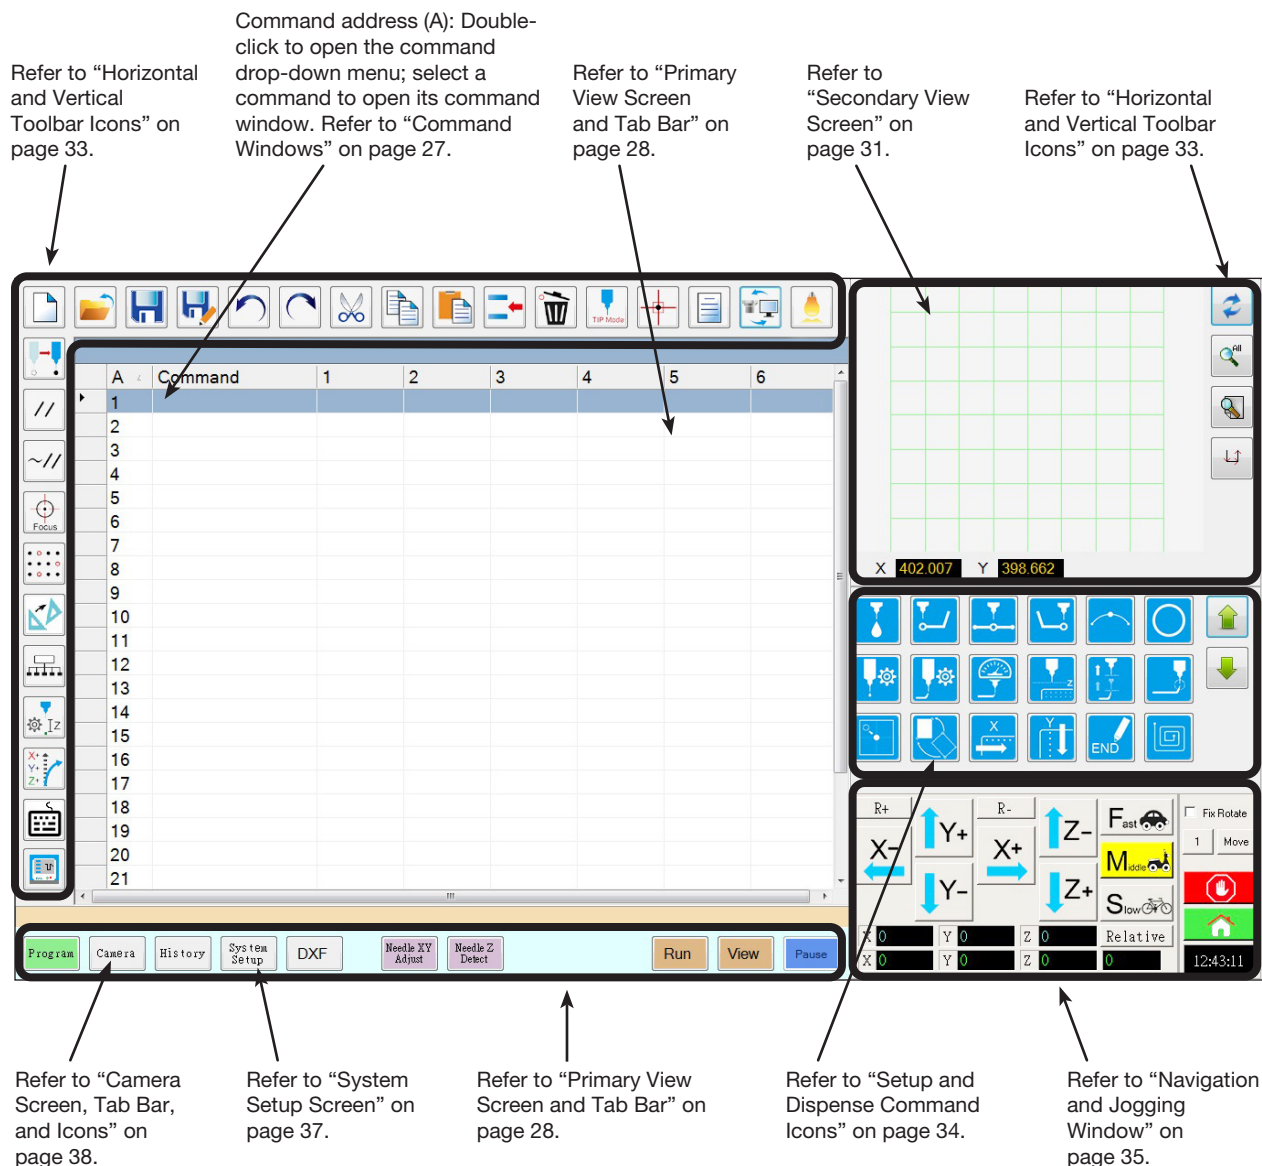 Command address (A): Double-
click to open the command
drop-down menu; select a
command to open its command
window. Refer to “Command
Windows” on page 27.
Refer to “Horizontal
and Vertical
Toolbar Icons” on
page 33.
Refer to “Primary
View Screen
and Tab Bar” on
page 28.
Refer to
“Secondary View
Screen” on
page 31.
Refer to “Horizontal
and Vertical Toolbar
Icons” on page 33.
TIP Mode
All
A Command 1 2 3 4 5 6
1
2
3
4
5
6
7
8
9
10
11
12
13
14
15
16
17
18
19
20
21
//
~//
Focus
Z
X+
Y+
Z+
X 402.007 Y 398.662
Z
X
Y
END
R+ R-
X- Y+ X+ Z-
Y- Z+
Fast
Middle
Slow
Fix Rotate
1 Move
X 0 Y 0 Z 0 Relative
X 0 Y 0 Z 0 0 12:43:11
Program Camera History System Setup DXF Needle XY Adjust Needle Z Detect Run View Pause
Refer to “Camera
Screen, Tab Bar,
and Icons” on
page 38.
Refer to “System
Setup Screen” on
page 37.
Refer to “Primary View
Screen and Tab Bar” on
page 28.
Refer to “Setup and
Dispense Command
Icons” on page 34.
Refer to “Navigation
and Jogging
Window” on
page 35.